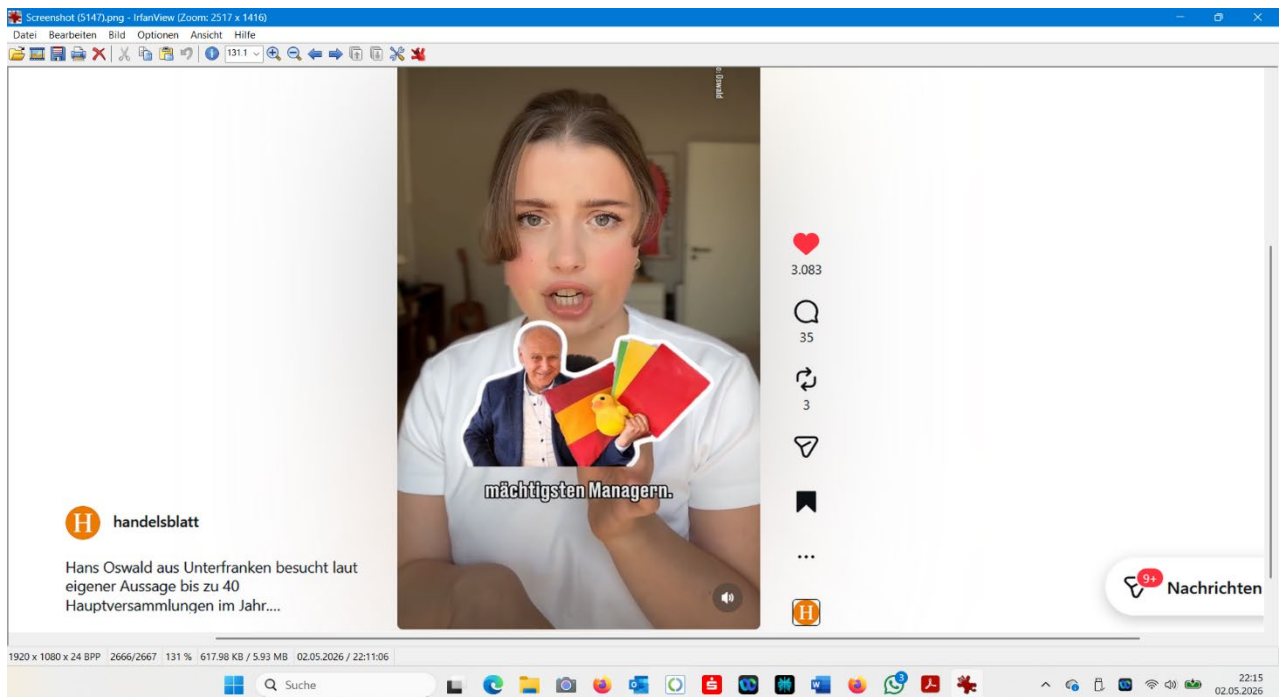 Screenshot (5147).png - IrfanView (Zoom: 2517 x 1416)
Datei Bearbeiten Bild Optionen Ansicht Hilfe
131.1
: Oswald
3.083
35
3
mächtigsten Managern.
H handelsblatt
Hans Oswald aus Unterfranken besucht laut
eigener Aussage bis zu 40
Hauptversammlungen im Jahr....
H
9+ Nachrichten
1920 x 1080 x 24 BPP 2666/2667 131 % 617.98 KB / 5.93 MB 02.05.2026 / 22:11:06
Suche
3
22:15
02.05.2026